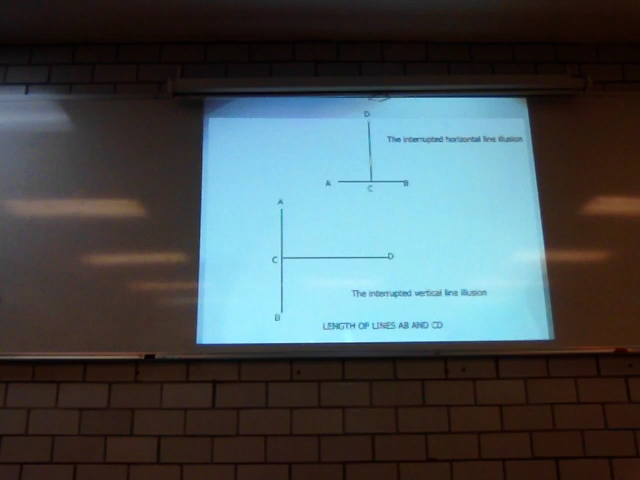 D
The interrupted horizontal line illusion
A
B
C
A
C
D
The interrupted vertical line illusion
B
LENGTH OF LINES AB AND CD